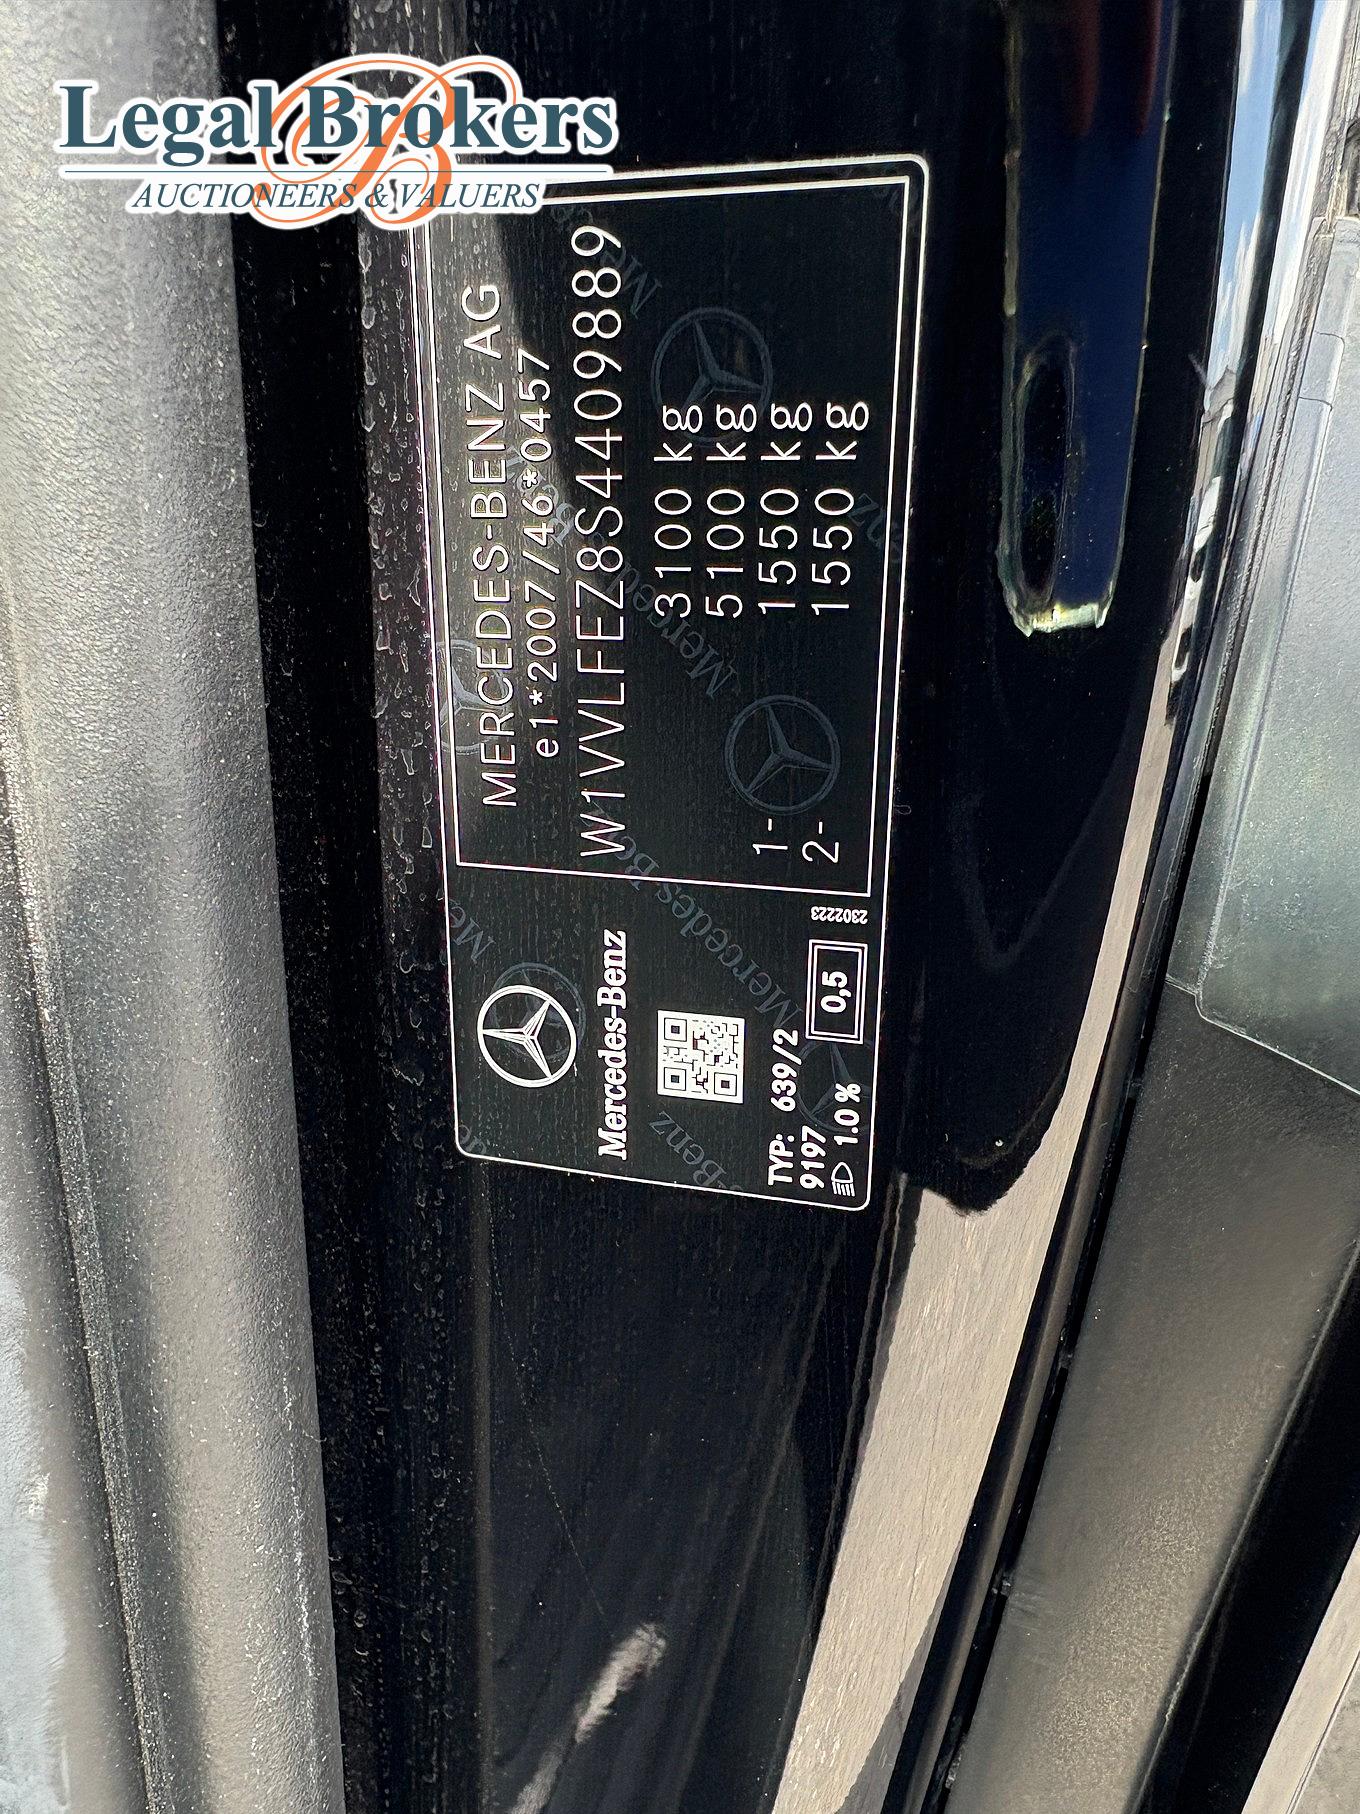 Legal Brokers
AUCTIONEERS & VALUERS
MERCEDES-BENZ AG
e1*2007/46*0457
W1VVLFEZ8S4409889
3100 kg
5100 kg
1- 1550 kg
2- 1550 kg
Mercedes-Benz
TYP: 639/2
9197
1.0 %
0,5
2302223